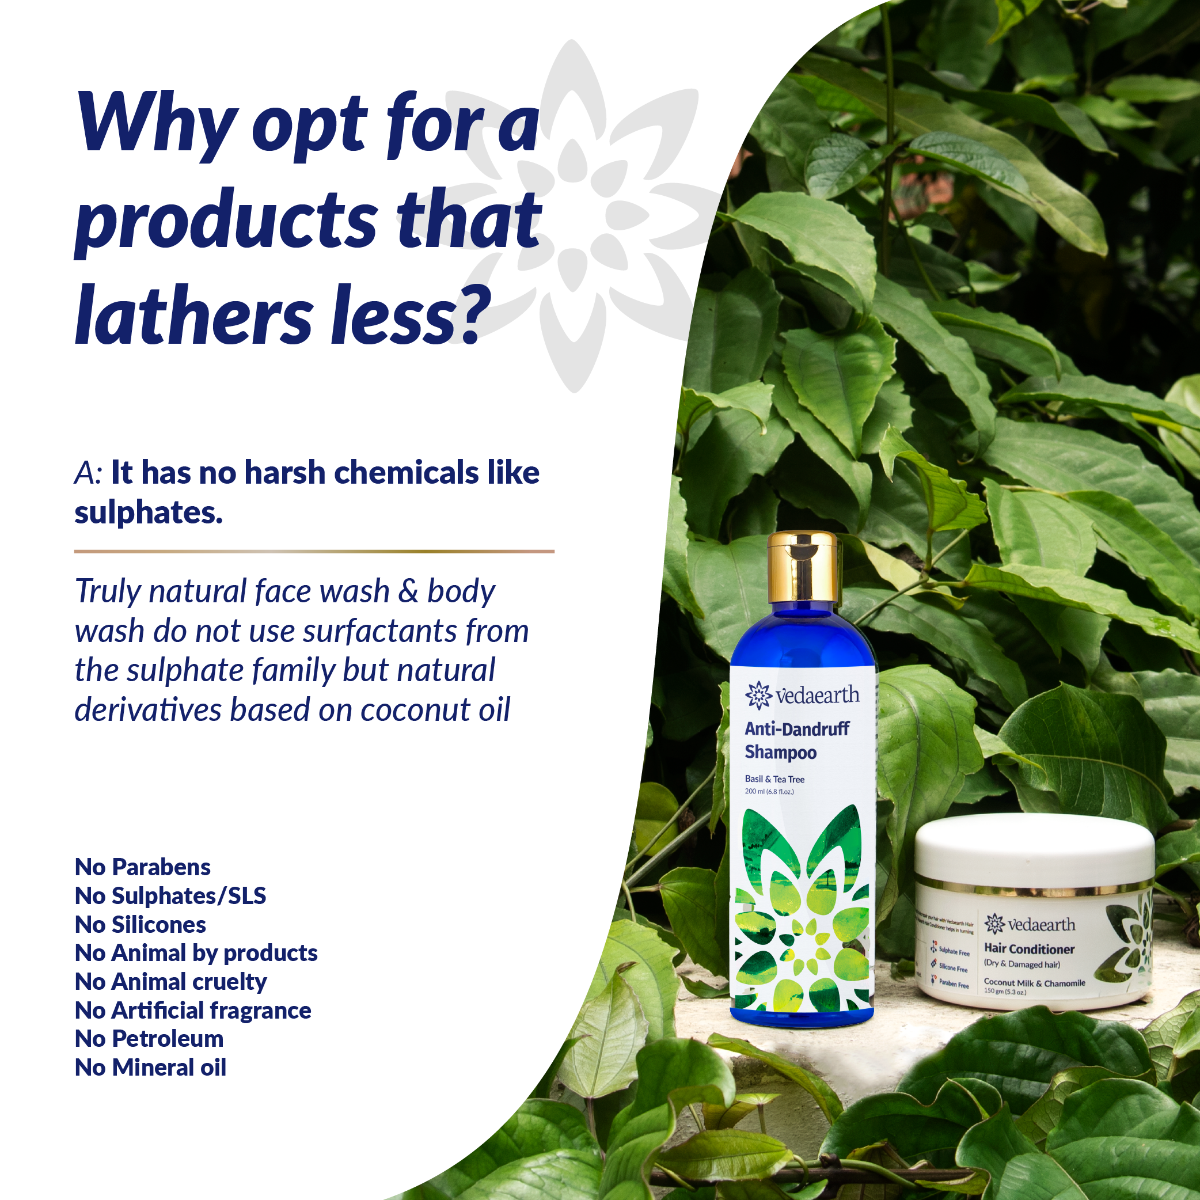 Why opt for a
products that
lathers less?
A: It has no harsh chemicals like
sulphates.
Truly natural face wash & body
wash do not use surfactants from
the sulphate family but natural
derivatives based on coconut oil
No Parabens
No Sulphates/SLS
No Silicones
No Animal by products
No Animal cruelty
No Artificial fragrance
No Petroleum
No Mineral oil
vedaearth
Anti-Dandruff
Shampoo
Basil & Tea Tree
200 ml (6.8 fl.oz.)
vedaearth
Hair Conditioner
(Dry & Damaged hair)
Coconut Milk & Chamomile
150 gm (5.3 oz.)
Sulphate Free
Silicone Free
Paraben Free